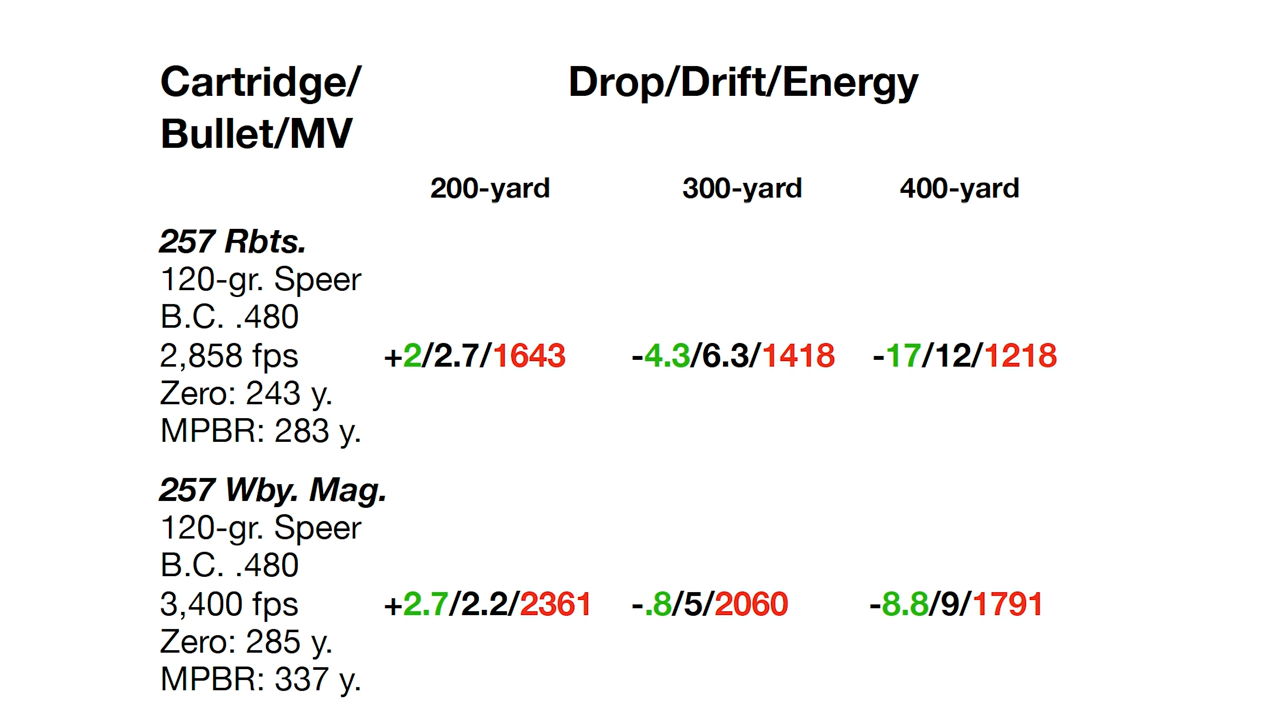 Cartridge/ Drop/Drift/Energy
Bullet/MV
200-yard 300-yard 400-yard
257 Rbts.
120-gr. Speer
B.C. .480
2,858 fps +2/2.7/1643 -4.3/6.3/1418 -17/12/1218
Zero: 243 y.
MPBR: 283 y.
257 Wby. Mag.
120-gr. Speer
B.C. .480
3,400 fps +2.7/2.2/2361 -.8/5/2060 -8.8/9/1791
Zero: 285 y.
MPBR: 337 y.